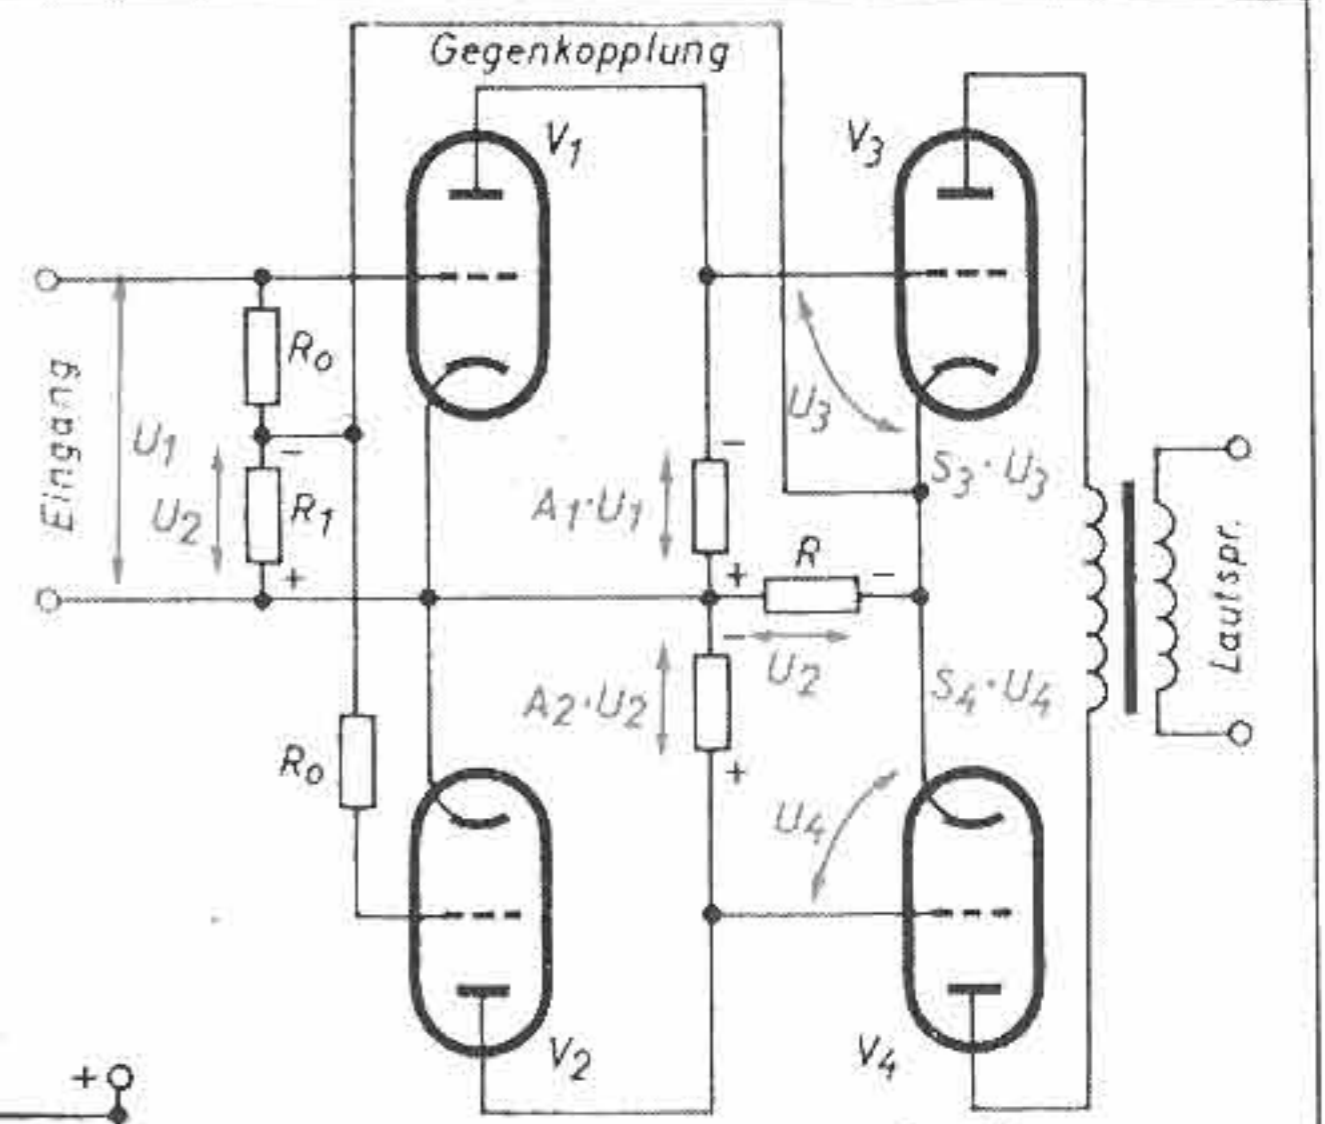 Gegenkopplung
V1
V3
R0
Eingang
U1
U3
-
-
S3·U3
U2
R1
A1·U1
Lautspr.
+
+
R
-
-
U2
A2·U2
S4·U4
R0
+
U4
V2
V4
+